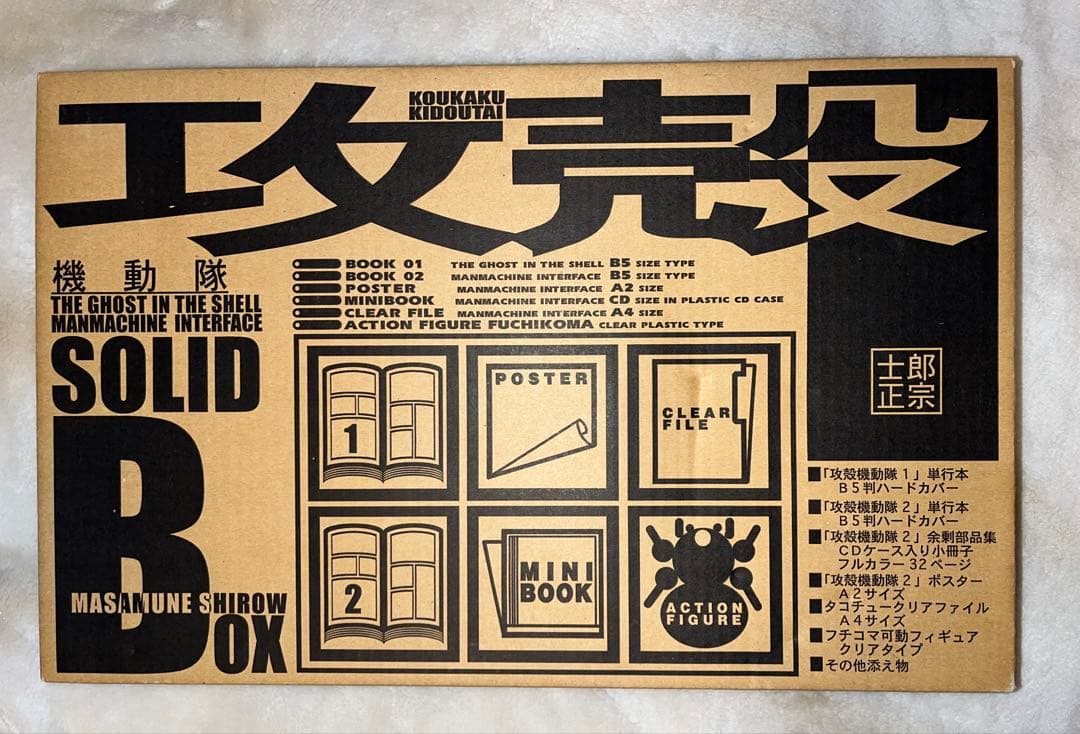 攻殻
KOUKAKU
KIDOUTAI
機動隊
THE GHOST IN THE SHELL
MANMACHINE INTERFACE
SOLID
BOX
MASAMUNE SHIROW
BOOK 01 THE GHOST IN THE SHELL B5 SIZE TYPE
BOOK 02 MANMACHINE INTERFACE B5 SIZE TYPE
POSTER MANMACHINE INTERFACE A2 SIZE
MINIBOOK MANMACHINE INTERFACE CD SIZE IN PLASTIC CD CASE
CLEAR FILE MANMACHINE INTERFACE A4 SIZE
ACTION FIGURE FUCHIKOMA CLEAR PLASTIC TYPE
1
POSTER
CLEAR
FILE
2
MINI
BOOK
ACTION
FIGURE
士郎
正宗
■「攻殻機動隊1」単行本
B5判ハードカバー
■「攻殻機動隊2」単行本
B5判ハードカバー
■「攻殻機動隊2」余剰部品集
CDケース入り小冊子
フルカラー32ページ
■「攻殻機動隊2」ポスター
A2サイズ
■タコチュークリアファイル
A4サイズ
■フチコマ可動フィギュア
クリアタイプ
■その他添え物